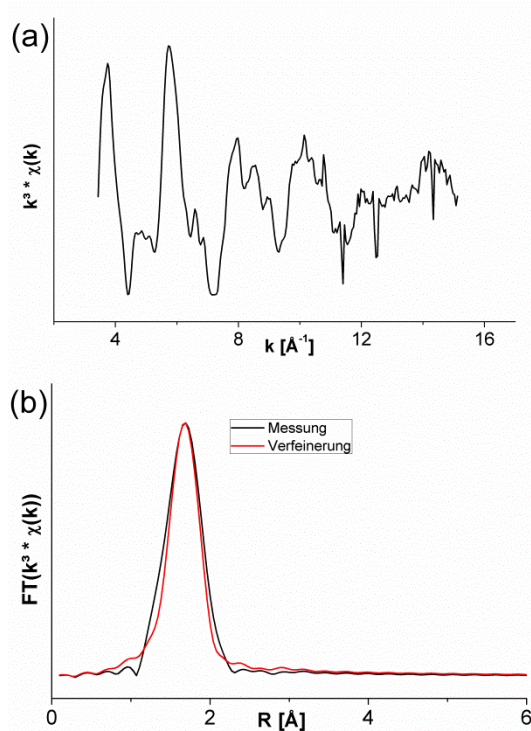 (a)
k³ * χ(k)
4
8
12
16
k [Å⁻¹]
(b)
Messung
Verfeinerung
FT(k³ * χ(k))
0
2
4
6
R [Å]